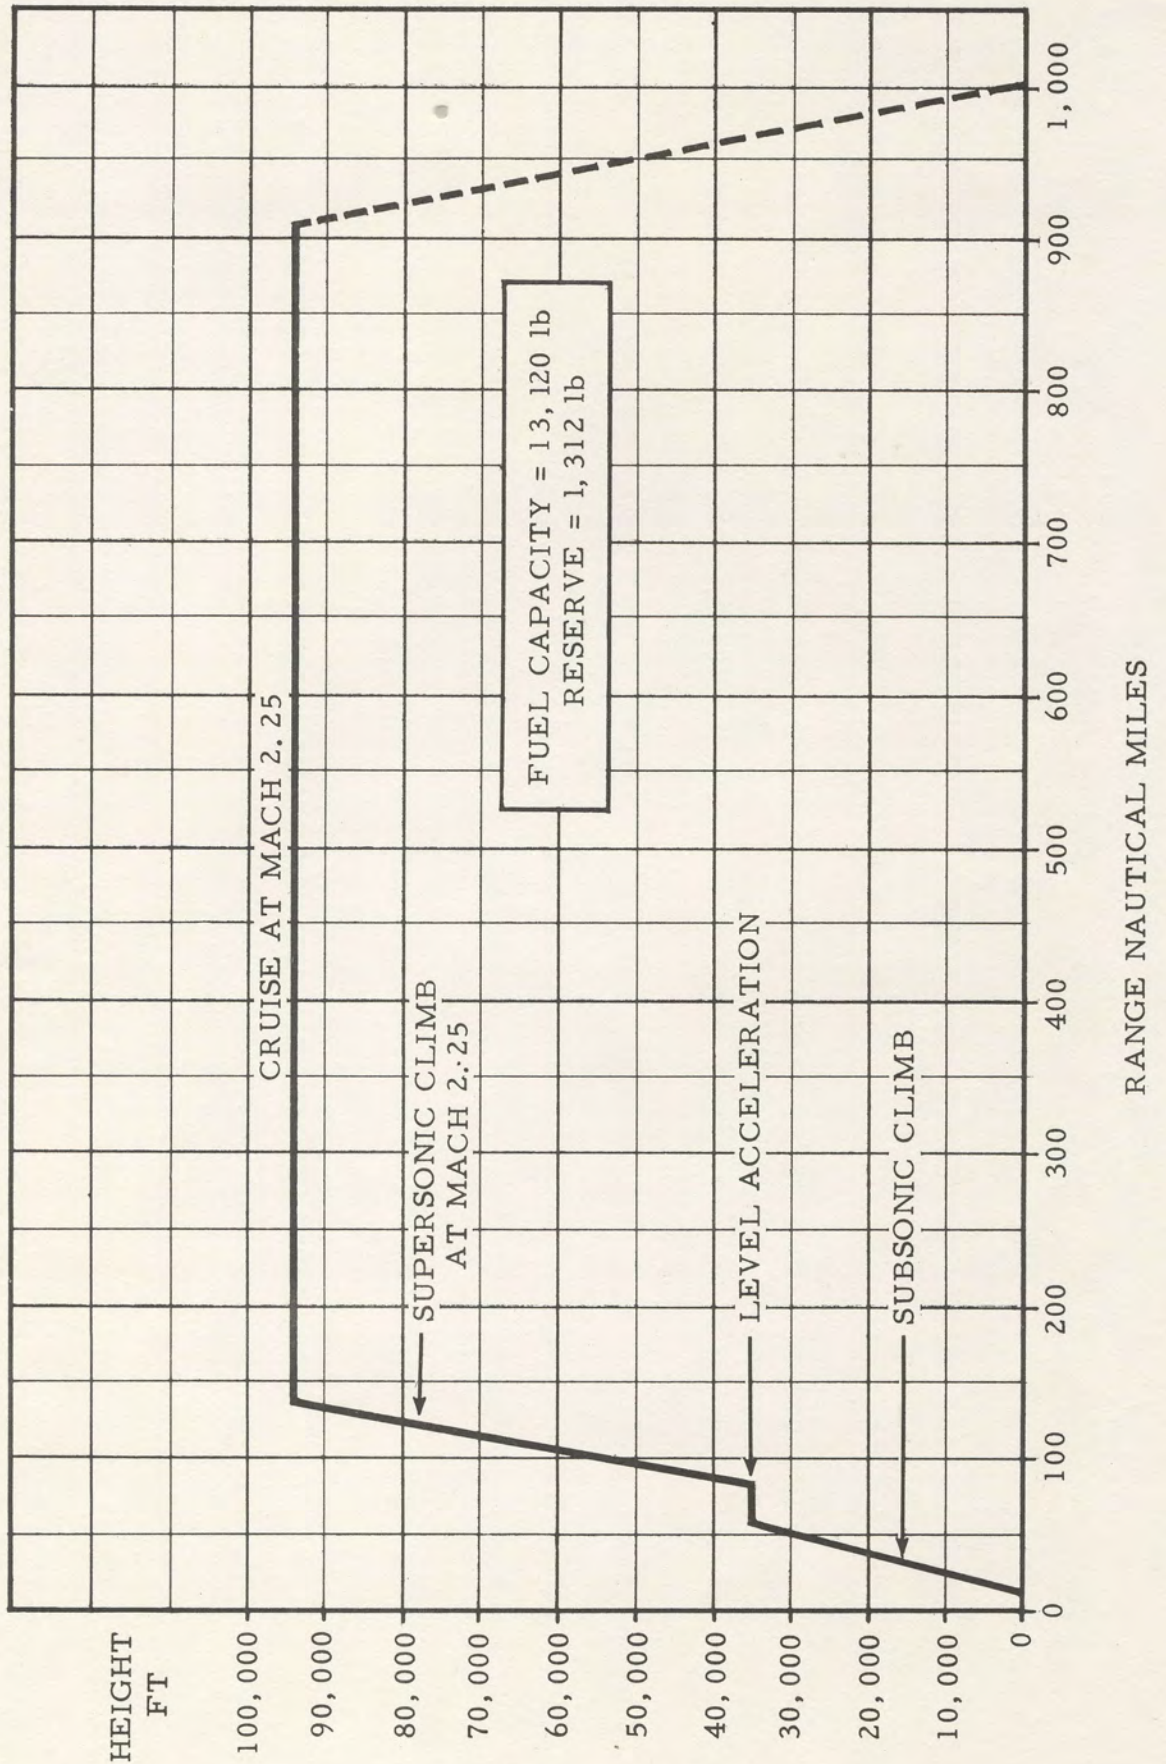 HEIGHT
FT
100,000
90,000
80,000
70,000
60,000
50,000
40,000
30,000
20,000
10,000
0
CRUISE AT MACH 2.25
SUPERSONIC CLIMB
AT MACH 2.25
FUEL CAPACITY = 13,120 lb
RESERVE = 1,312 lb
LEVEL ACCELERATION
SUBSONIC CLIMB
0
100
200
300
400
500
600
700
800
900
1,000
RANGE NAUTICAL MILES